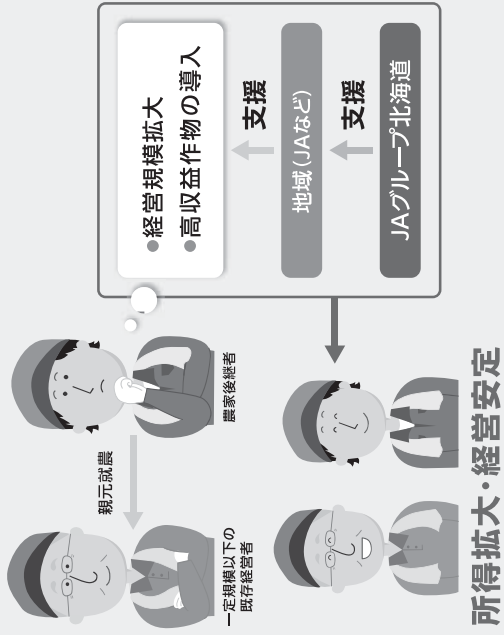 親元就農
一定規模以下の
既存経営者
農家後継者
●経営規模拡大
●高収益作物の導入
支援
地域（JAなど）
支援
JAグループ北海道
所得拡大・経営安定